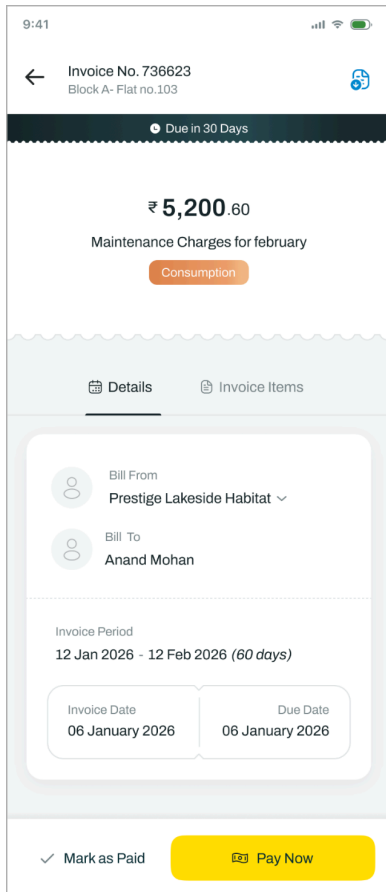 9:41
Invoice No. 736623
Block A- Flat no.103
Due in 30 Days
₹ 5,200.60
Maintenance Charges for february
Consumption
Details
Invoice Items
Bill From
Prestige Lakeside Habitat
Bill To
Anand Mohan
Invoice Period
12 Jan 2026 - 12 Feb 2026 (60 days)
Invoice Date
06 January 2026
Due Date
06 January 2026
Mark as Paid
Pay Now